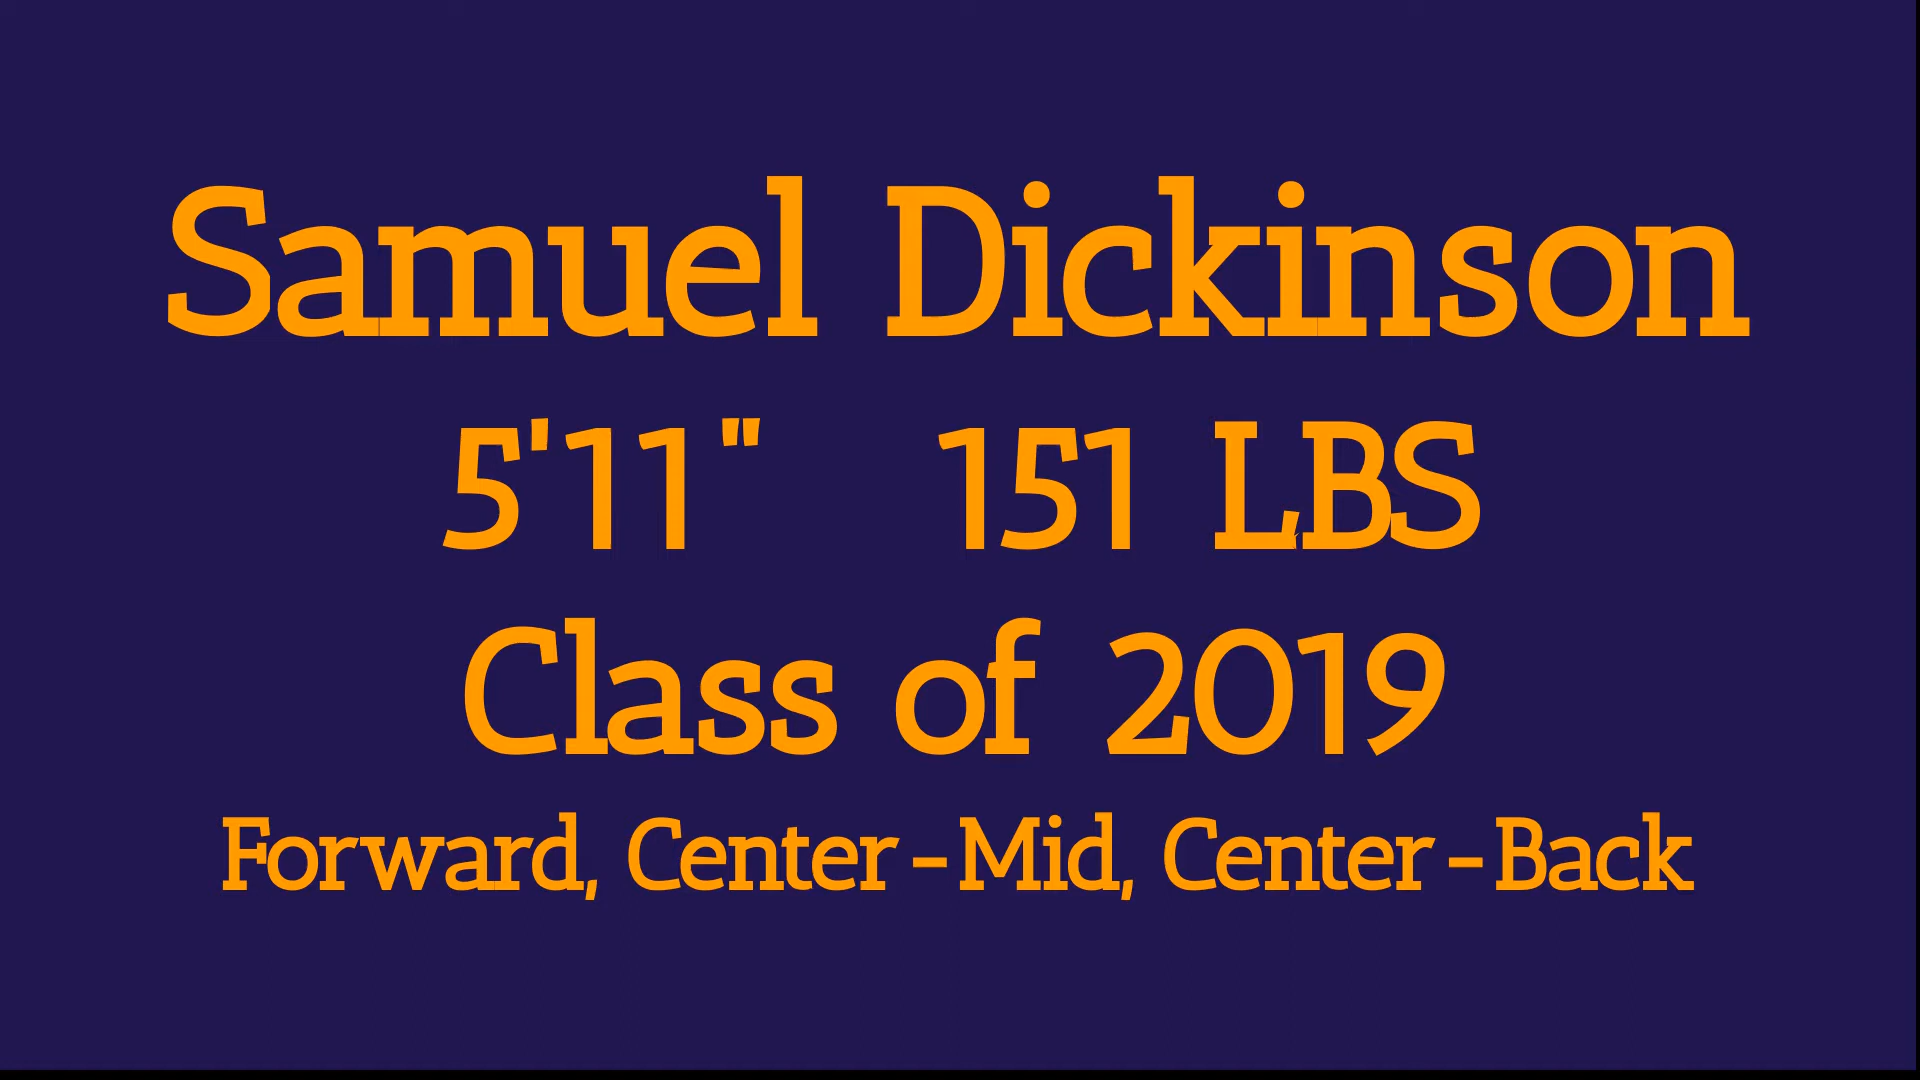 Samuel Dickinson
5'11" 151 LBS
Class of 2019
Forward, Center-Mid, Center-Back